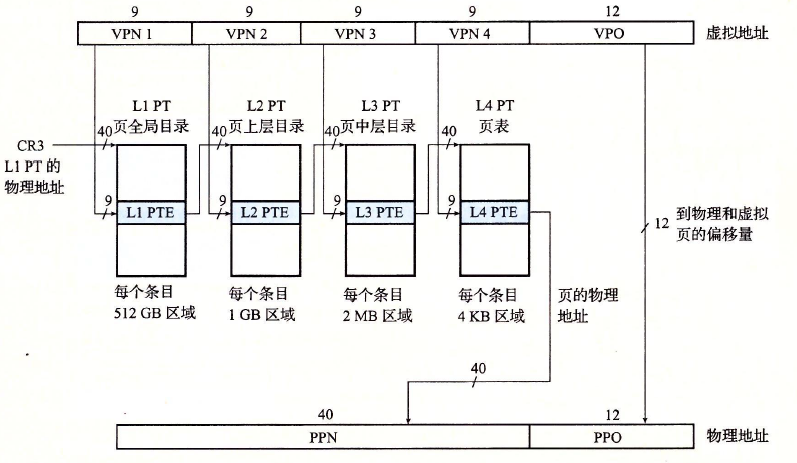 9 9 9 9 12
VPN 1 VPN 2 VPN 3 VPN 4 VPO 虚拟地址
L1 PT L2 PT L3 PT L4 PT
页全局目录 页上层目录 页中层目录 页表
40 40 40 40
CR3
L1 PT 的
物理地址
9 9 9 9
L1 PTE L2 PTE L3 PTE L4 PTE
12
到物理和虚拟
页的偏移量
每个条目 每个条目 每个条目 每个条目
512 GB 区域 1 GB 区域 2 MB 区域 4 KB 区域
页的物理
地址
40
40 12
PPN PPO 物理地址